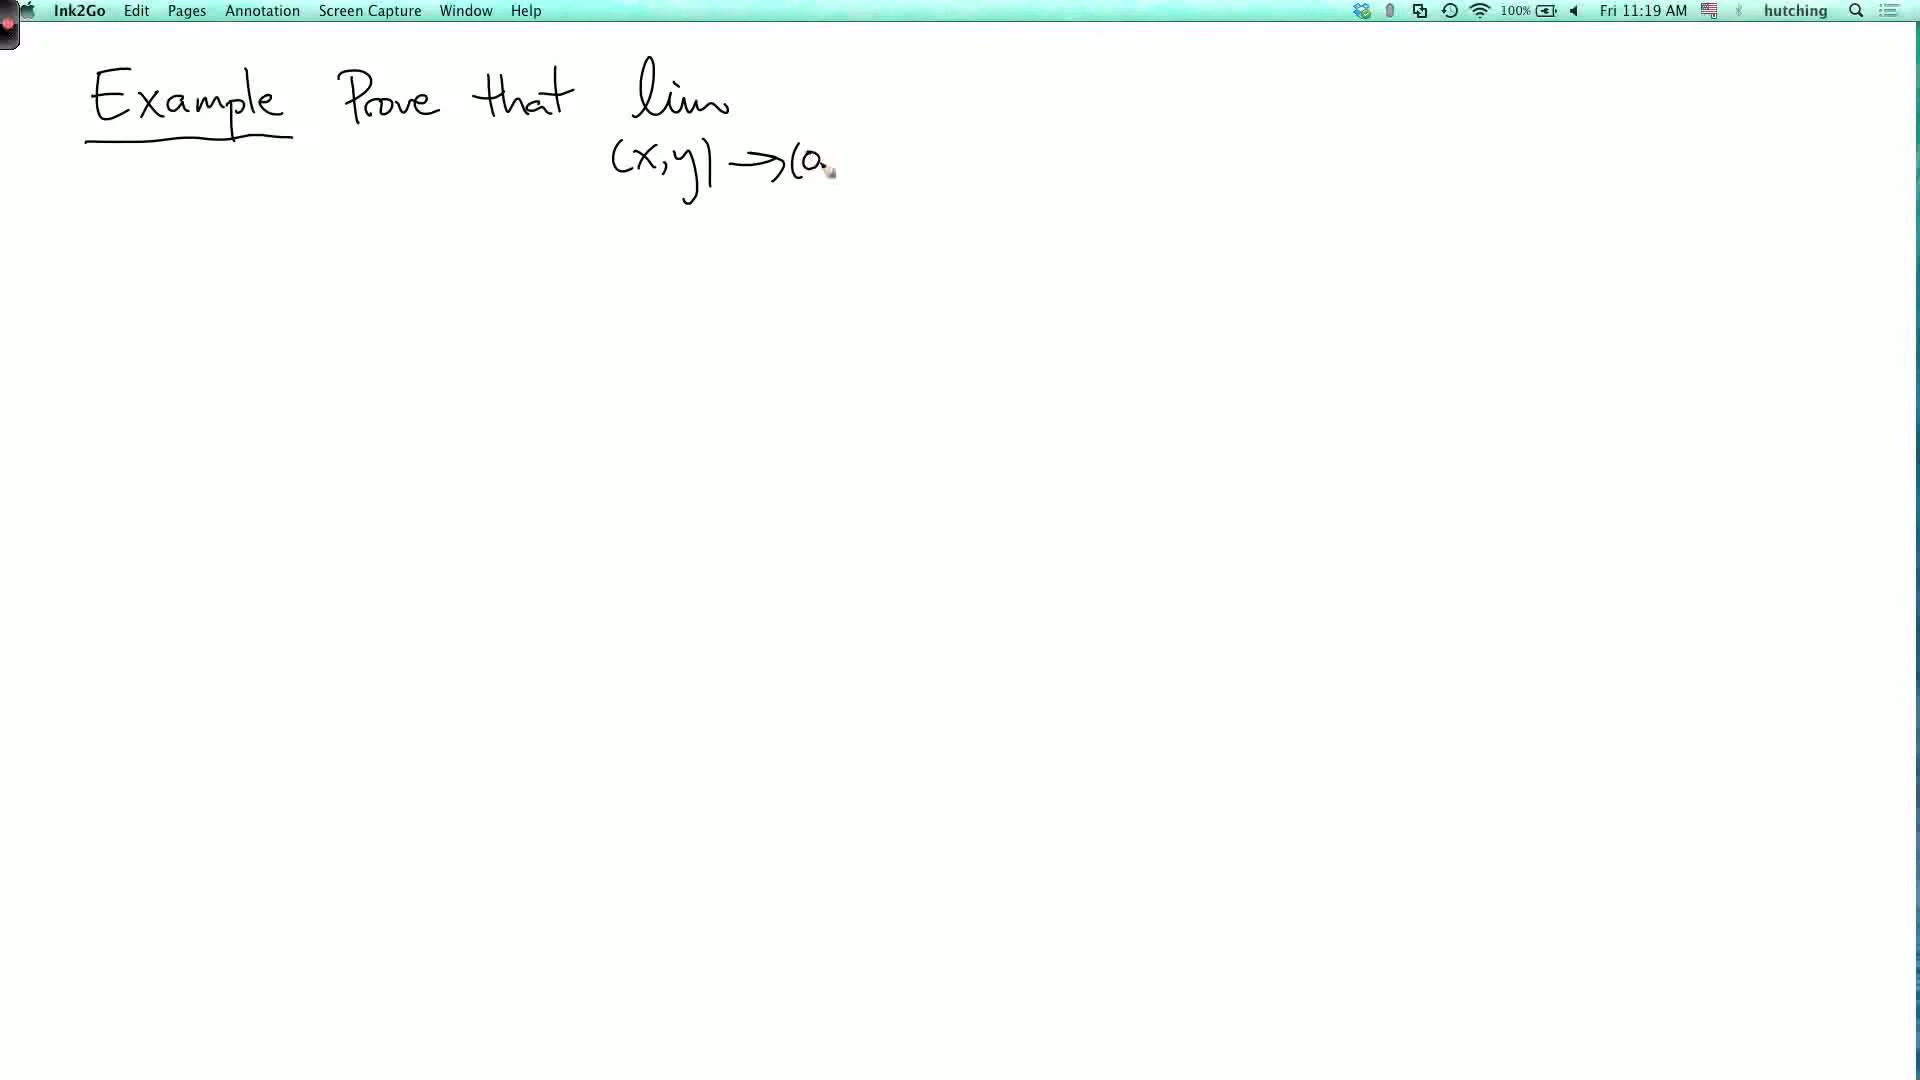 Ink2Go Edit Pages Annotation Screen Capture Window Help 100% Fri 11:19 AM hutching
Example Prove that lim
(x,y) → (0